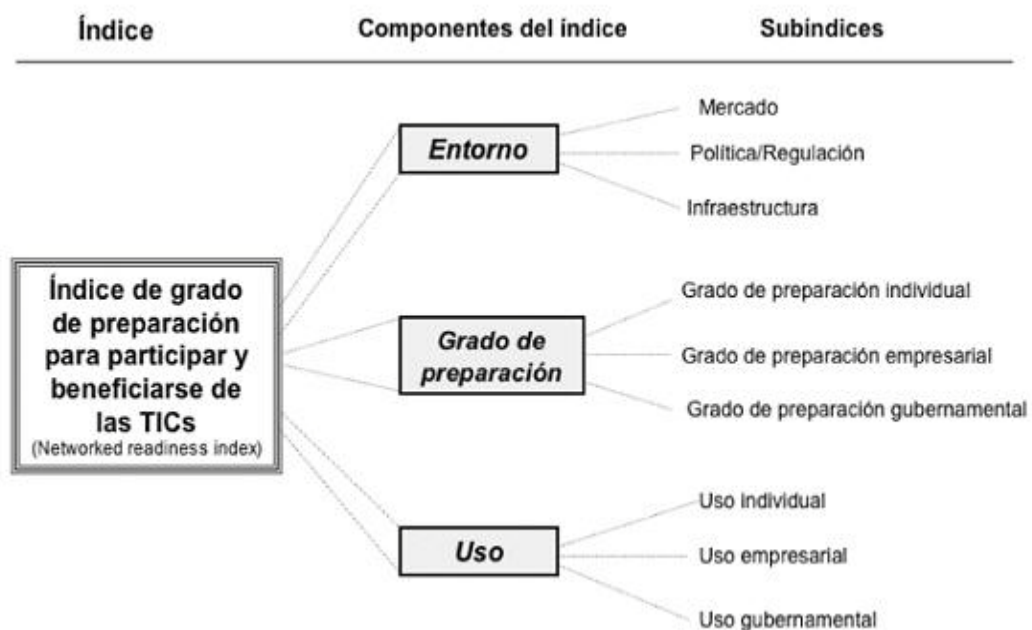 Índice Componentes del índice Subindices
Entorno
Mercado
Política/Regulación
Infraestructura
Índice de grado
de preparación
para participar y
beneficiarse de
las TICs
(Networked readiness index)
Grado de
preparación
Grado de preparación individual
Grado de preparación empresarial
Grado de preparación gubernamental
Uso
Uso individual
Uso empresarial
Uso gubernamental